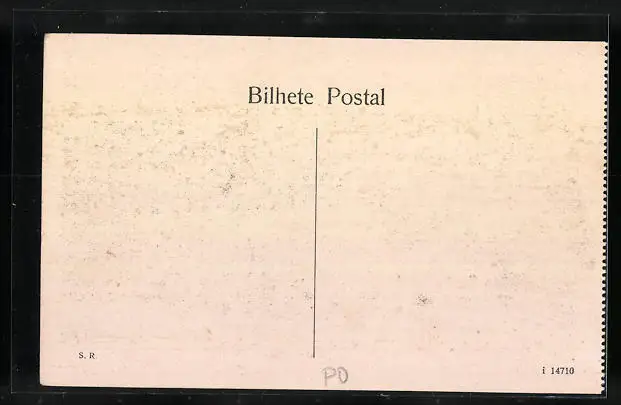 Bilhete Postal
S. R.
i 14710
PO